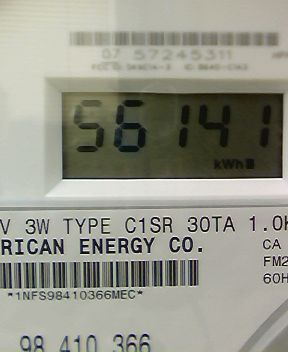 07 57245311
56141
kWh
V 3W TYPE C1SR 30TA 1.0K
RICAN ENERGY CO.
CA
FM2
60H
*1NFS98410366MEC*
98 410 366